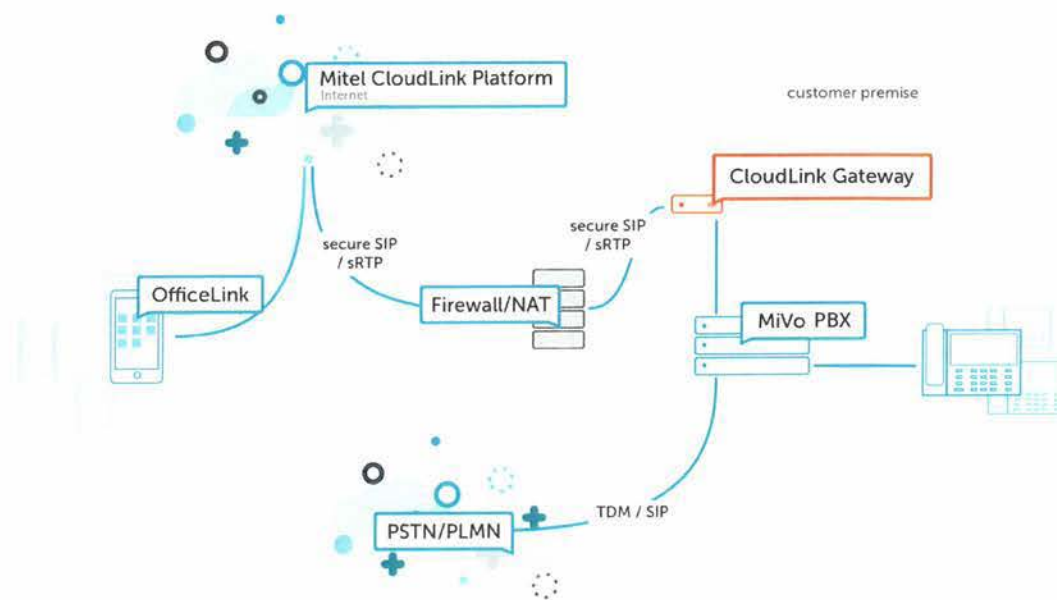 Mitel CloudLink Platform
Internet
customer premise
CloudLink Gateway
secure SIP
/ sRTP
secure SIP
/ sRTP
OfficeLink
Firewall/NAT
MiVo PBX
TDM / SIP
PSTN/PLMN